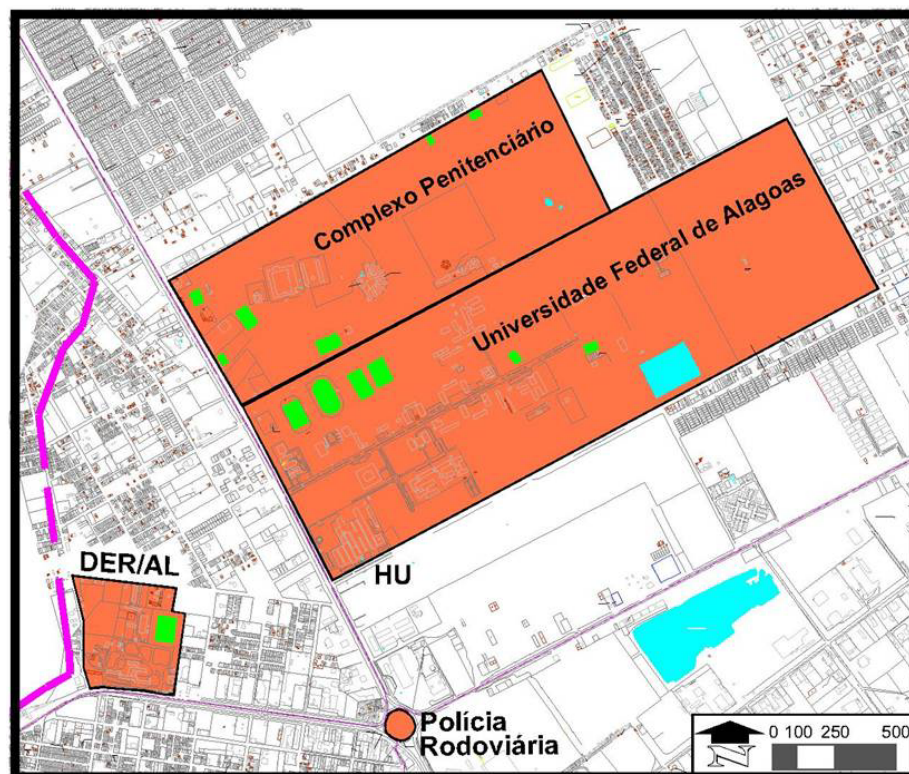 Complexo Penitenciário
Universidade Federal de Alagoas
DER/AL
HU
Polícia
Rodoviária
N
0 100 250 500